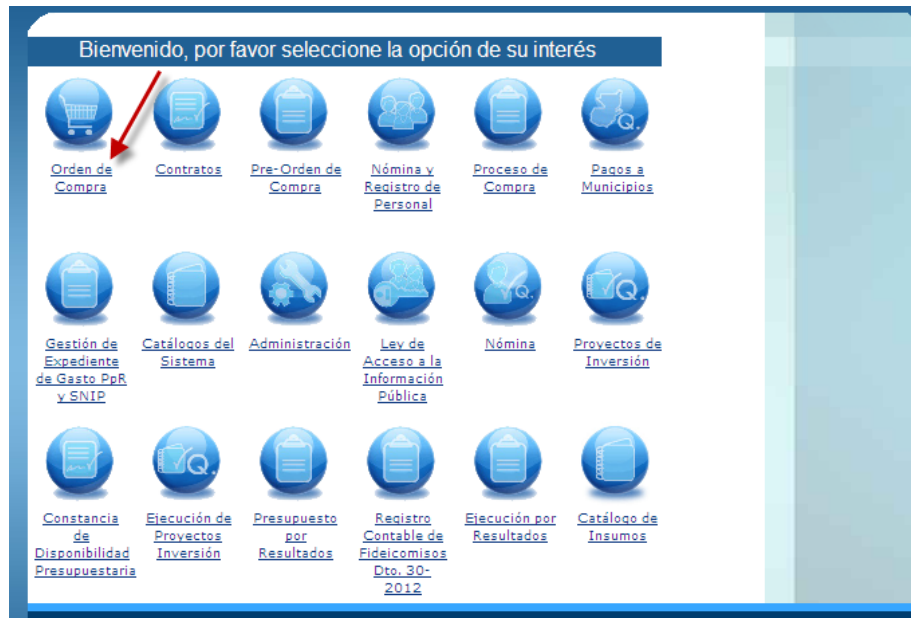 Bienvenido, por favor seleccione la opción de su interés
Orden de
Compra
Contratos
Pre-Orden de
Compra
Nómina y
Registro de
Personal
Proceso de
Compra
Q.
Pagos a
Municipios
Gestión de
Expediente
de Gasto PpR
y SNIP
Catálogos del
Sistema
Administración
Ley de
Acceso a la
Información
Pública
Q.
Nómina
Q.
Proyectos de
Inversión
Constancia
de
Disponibilidad
Presupuestaria
Q.
Ejecución de
Proyectos
Inversión
Presupuesto
por
Resultados
Registro
Contable de
Fideicomisos
Dto. 30-
2012
Ejecución por
Resultados
Catálogo de
Insumos